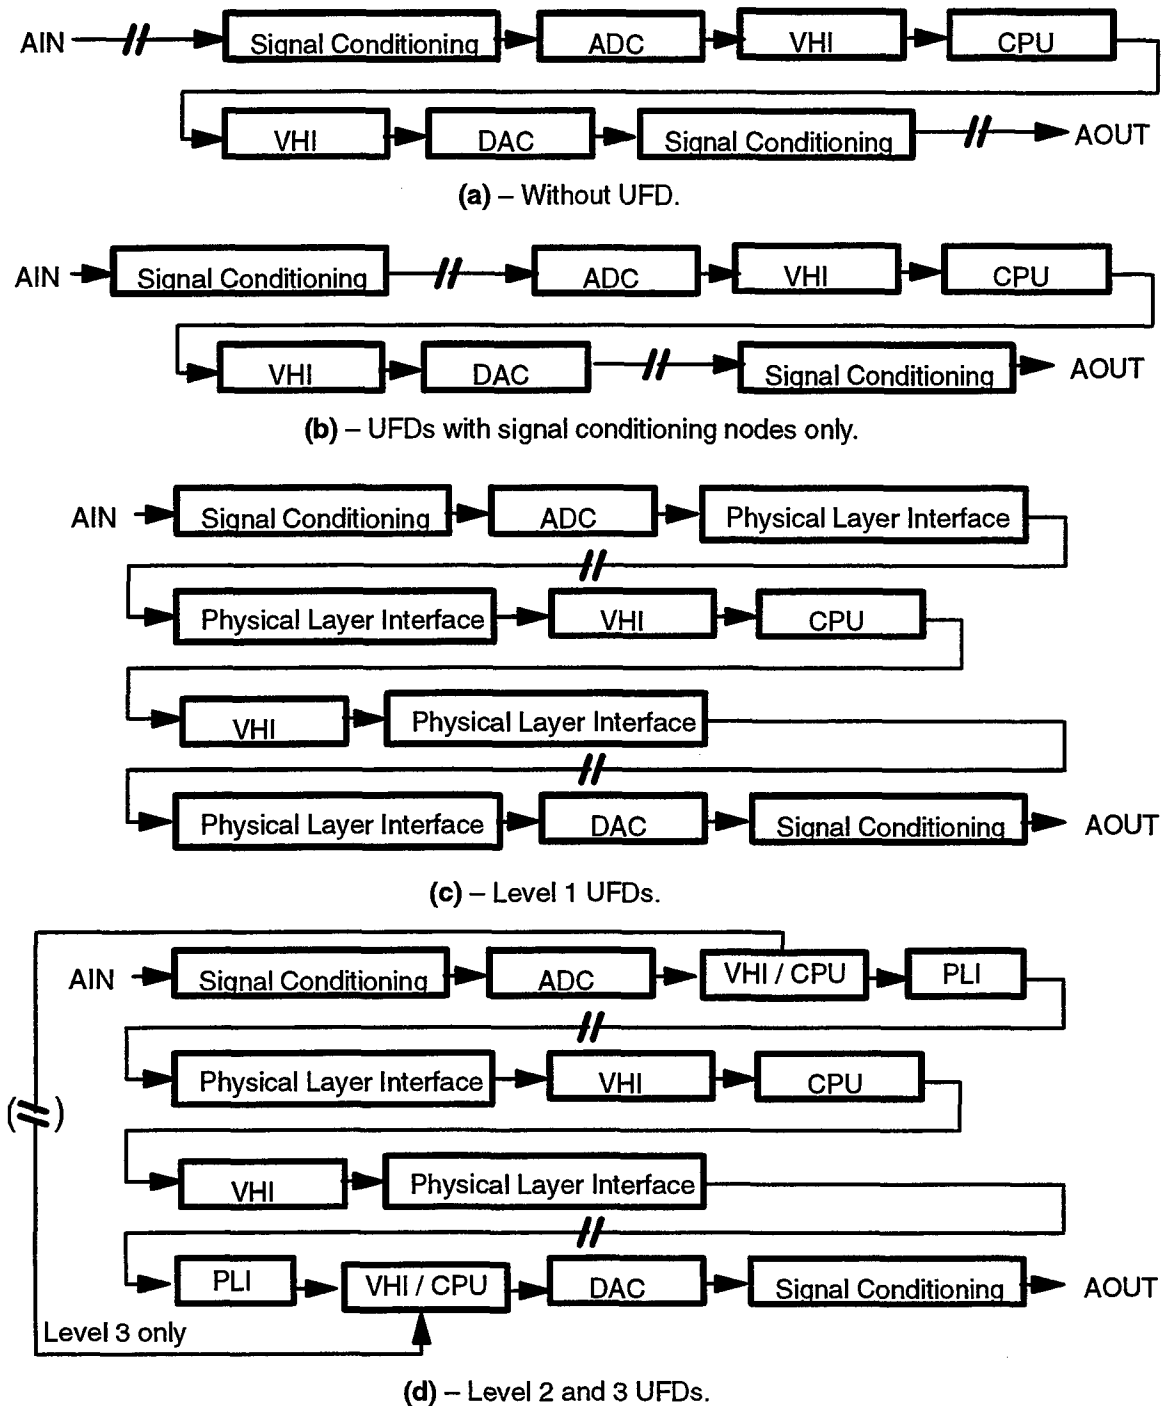 AIN Signal Conditioning ADC VHI CPU
VHI DAC Signal Conditioning AOUT
(a) – Without UFD.
AIN Signal Conditioning ADC VHI CPU
VHI DAC Signal Conditioning AOUT
(b) – UFDs with signal conditioning nodes only.
AIN Signal Conditioning ADC Physical Layer Interface
Physical Layer Interface VHI CPU
VHI Physical Layer Interface
Physical Layer Interface DAC Signal Conditioning AOUT
(c) – Level 1 UFDs.
AIN Signal Conditioning ADC VHI / CPU PLI
Physical Layer Interface VHI CPU
( )
VHI Physical Layer Interface
PLI VHI / CPU DAC Signal Conditioning AOUT
Level 3 only
(d) – Level 2 and 3 UFDs.